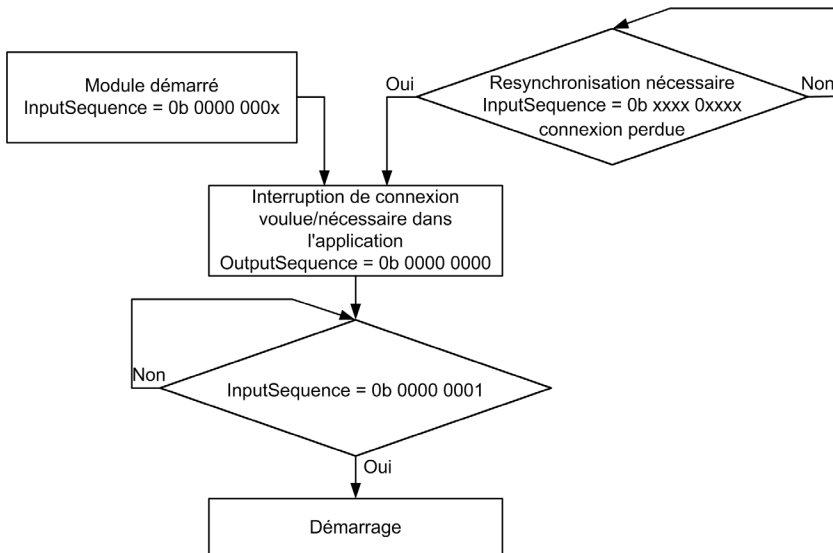 Module démarré
InputSequence = 0b 0000 000x
Oui
Resynchronisation nécessaire
InputSequence = 0b xxxx 0xxxx
connexion perdue
Non
Interruption de connexion
voulue/nécessaire dans
l'application
OutputSequence = 0b 0000 0000
Non
InputSequence = 0b 0000 0001
Oui
Démarrage